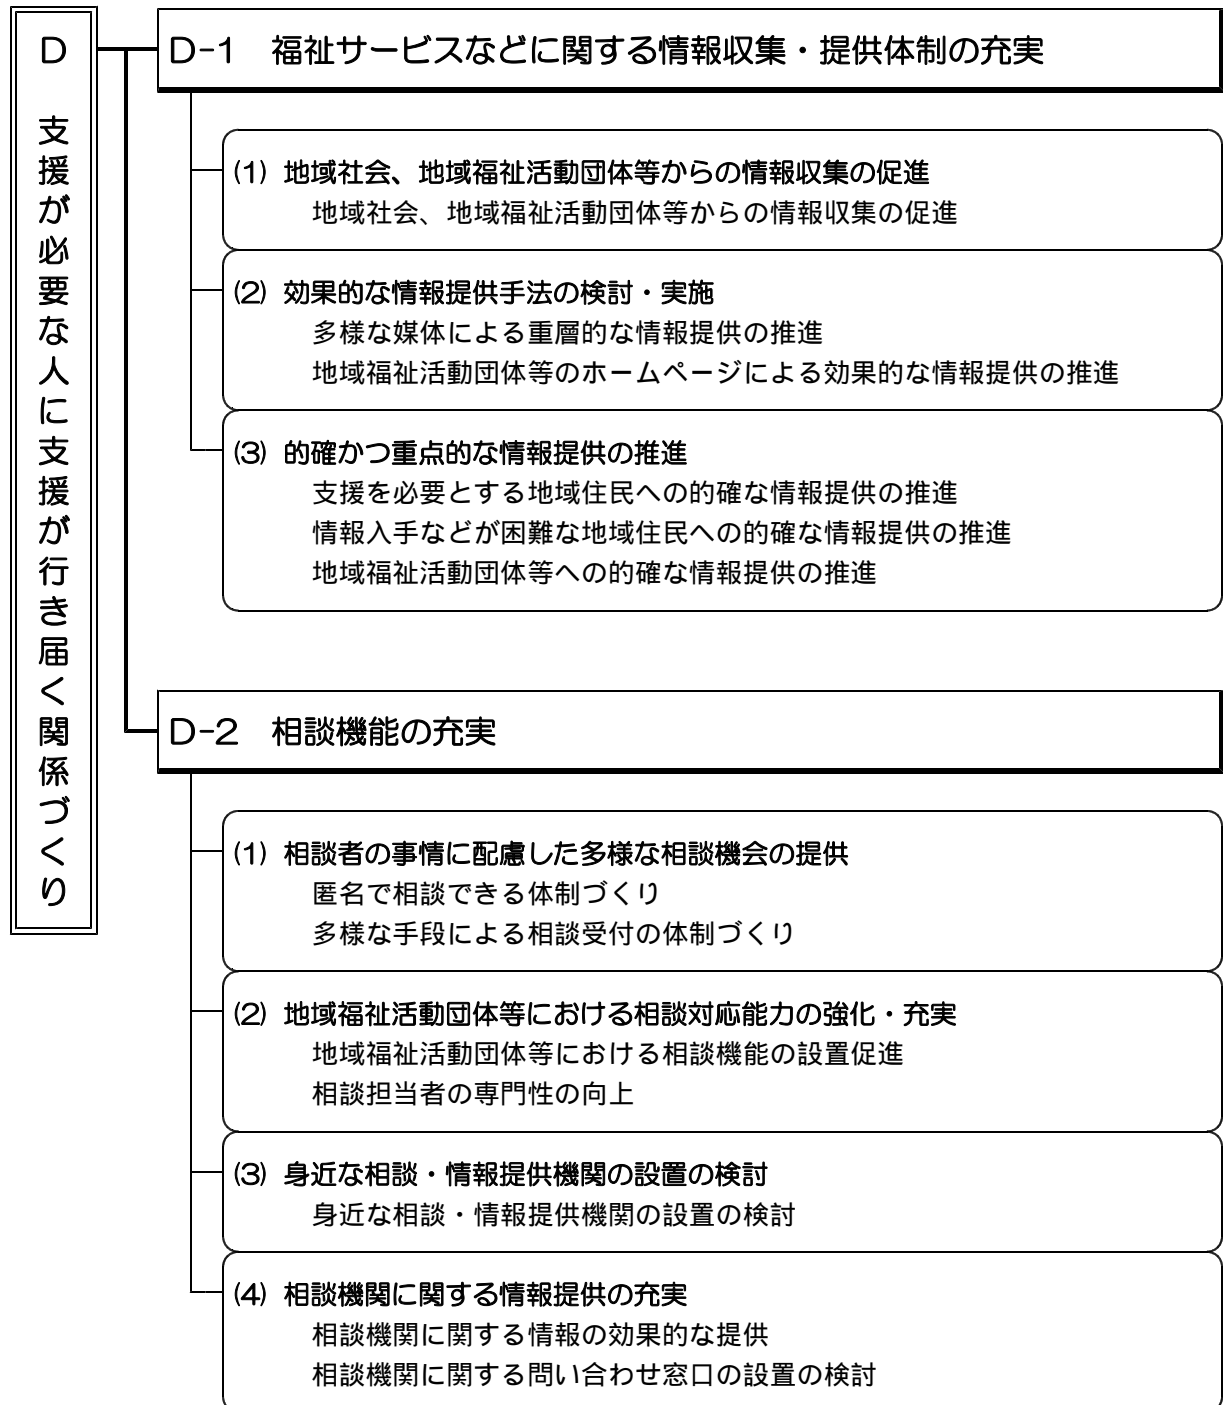 D 支援が必要な人に支援が行き届く関係づくり
D-1 福祉サービスなどに関する情報収集・提供体制の充実
(1) 地域社会、地域福祉活動団体等からの情報収集の促進
地域社会、地域福祉活動団体等からの情報収集の促進
(2) 効果的な情報提供手法の検討・実施
多様な媒体による重層的な情報提供の推進
地域福祉活動団体等のホームページによる効果的な情報提供の推進
(3) 的確かつ重点的な情報提供の推進
支援を必要とする地域住民への的確な情報提供の推進
情報入手などが困難な地域住民への的確な情報提供の推進
地域福祉活動団体等への的確な情報提供の推進
D-2 相談機能の充実
(1) 相談者の事情に配慮した多様な相談機会の提供
匿名で相談できる体制づくり
多様な手段による相談受付の体制づくり
(2) 地域福祉活動団体等における相談対応能力の強化・充実
地域福祉活動団体等における相談機能の設置促進
相談担当者の専門性の向上
(3) 身近な相談・情報提供機関の設置の検討
身近な相談・情報提供機関の設置の検討
(4) 相談機関に関する情報提供の充実
相談機関に関する情報の効果的な提供
相談機関に関する問い合わせ窓口の設置の検討